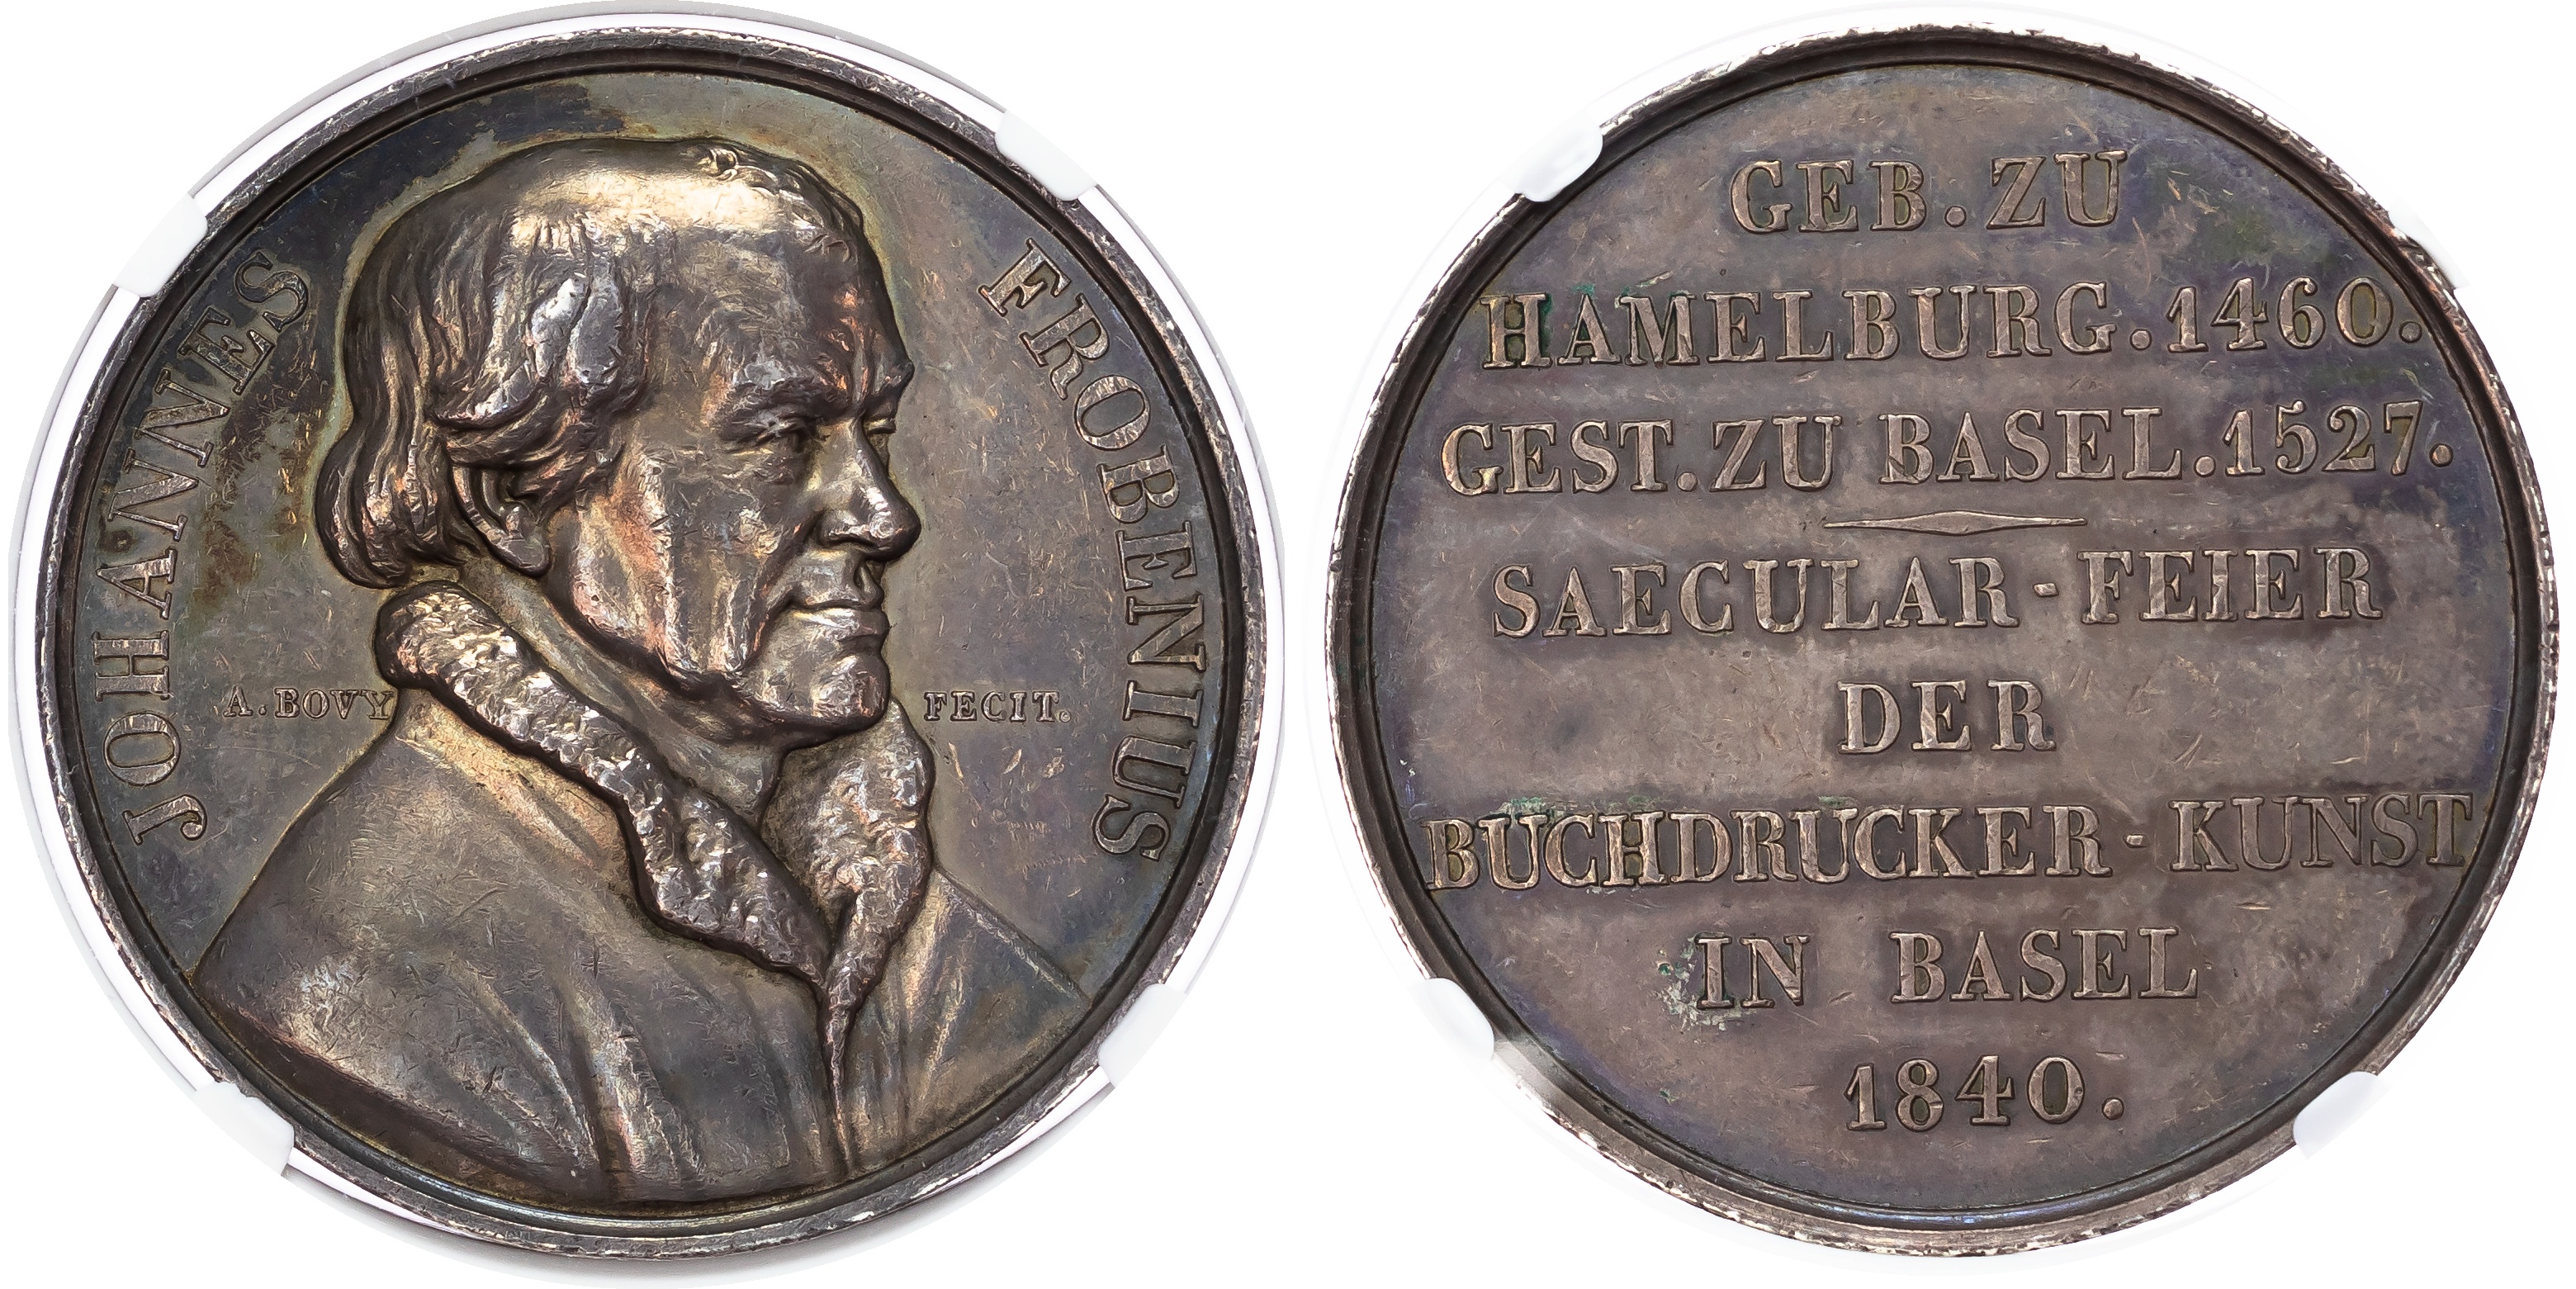 JOHANNES FROBENIUS
A. BOVY FECIT.
GEB. ZU
HAMELBURG. 1460.
GEST. ZU BASEL. 1527.
SAECULAR-FEIER
DER
BUCHDRUCKER-KUNST
IN BASEL
1840.